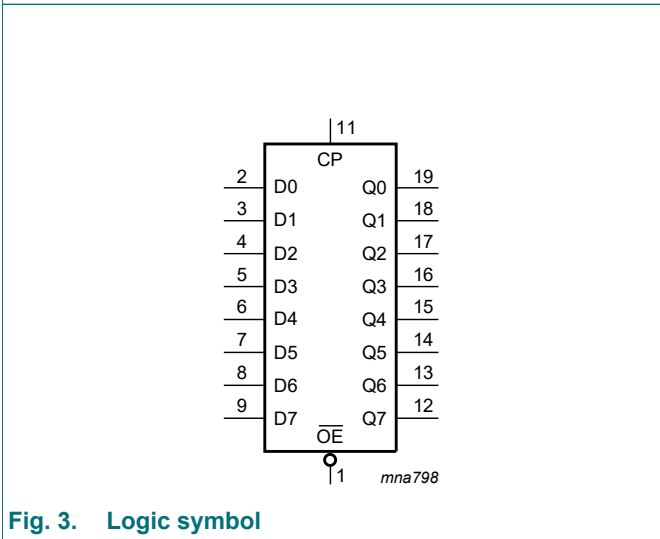 11
CP
2 D0 Q0 19
3 D1 Q1 18
4 D2 Q2 17
5 D3 Q3 16
6 D4 Q4 15
7 D5 Q5 14
8 D6 Q6 13
9 D7 Q7 12
O̅E̅
1 mna798
Fig. 3. Logic symbol